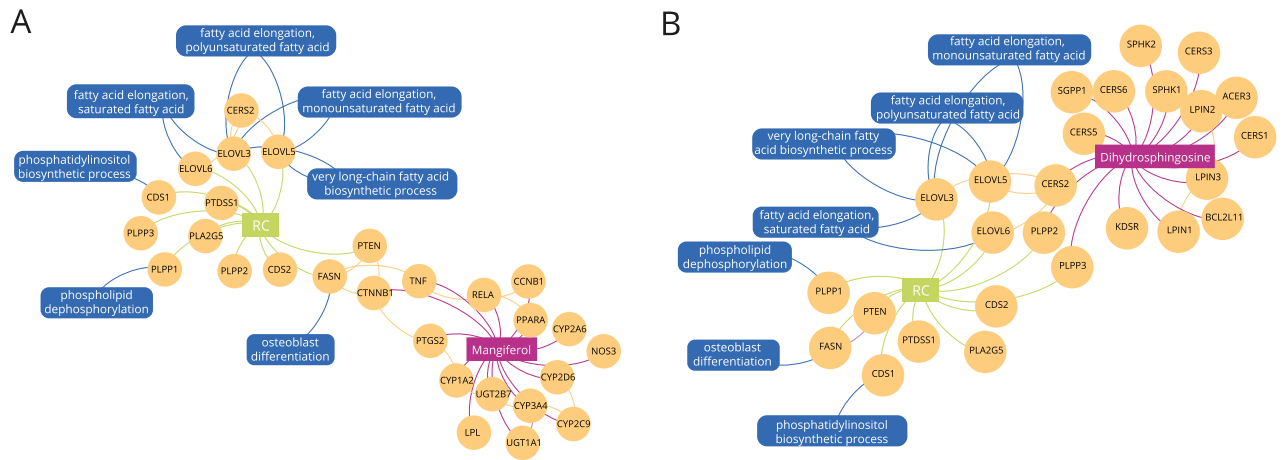 A
fatty acid elongation,
polyunsaturated fatty acid
fatty acid elongation,
saturated fatty acid
fatty acid elongation,
monounsaturated fatty acid
CERS2
ELOVL3
ELOVL5
ELOVL6
phosphatidylinositol
biosynthetic process
very long-chain fatty acid
biosynthetic process
CDS1
PTDSS1
RC
PLPP3
PLA2G5
PTEN
PLPP1
PLPP2
CDS2
FASN
TNF
CTNNB1
RELA
CCNB1
phospholipid
dephosphorylation
PPARA
CYP2A6
osteoblast
differentiation
PTGS2
Mangiferol
NOS3
CYP1A2
CYP2D6
UGT2B7
CYP3A4
CYP2C9
LPL
UGT1A1
B
fatty acid elongation,
monounsaturated fatty acid
SPHK2
CERS3
SGPP1
CERS6
SPHK1
ACER3
LPIN2
fatty acid elongation,
polyunsaturated fatty acid
very long-chain fatty
acid biosynthetic process
CERS5
CERS1
Dihydrosphingosine
ELOVL5
CERS2
LPIN3
ELOVL3
fatty acid elongation,
saturated fatty acid
ELOVL6
PLPP2
KDSR
LPIN1
BCL2L11
phospholipid
dephosphorylation
PLPP3
PLPP1
RC
CDS2
PTEN
osteoblast
differentiation
FASN
PTDSS1
PLA2G5
CDS1
phosphatidylinositol
biosynthetic process